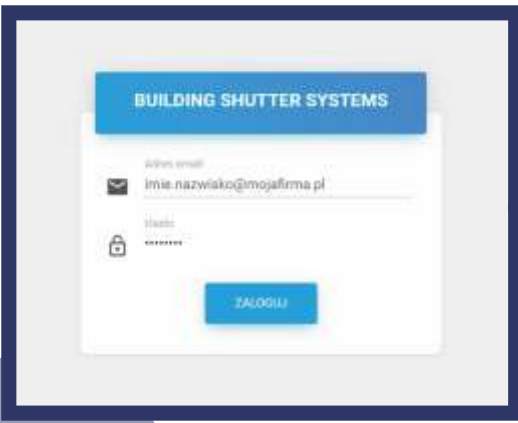 BUILDING SHUTTER SYSTEMS
Adres email
imie.nazwisko@mojafirma.pl
Hasło
ZALOGUJ